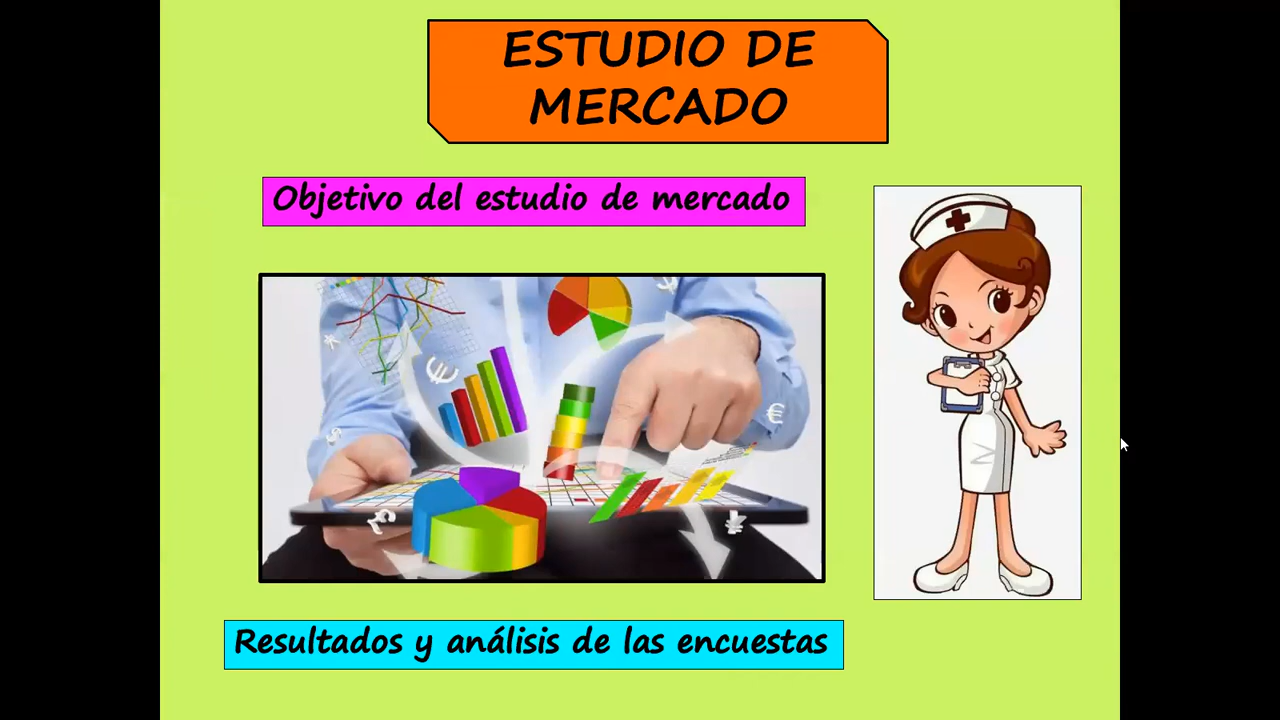 ESTUDIO DE
MERCADO
Objetivo del estudio de mercado
Resultados y análisis de las encuestas